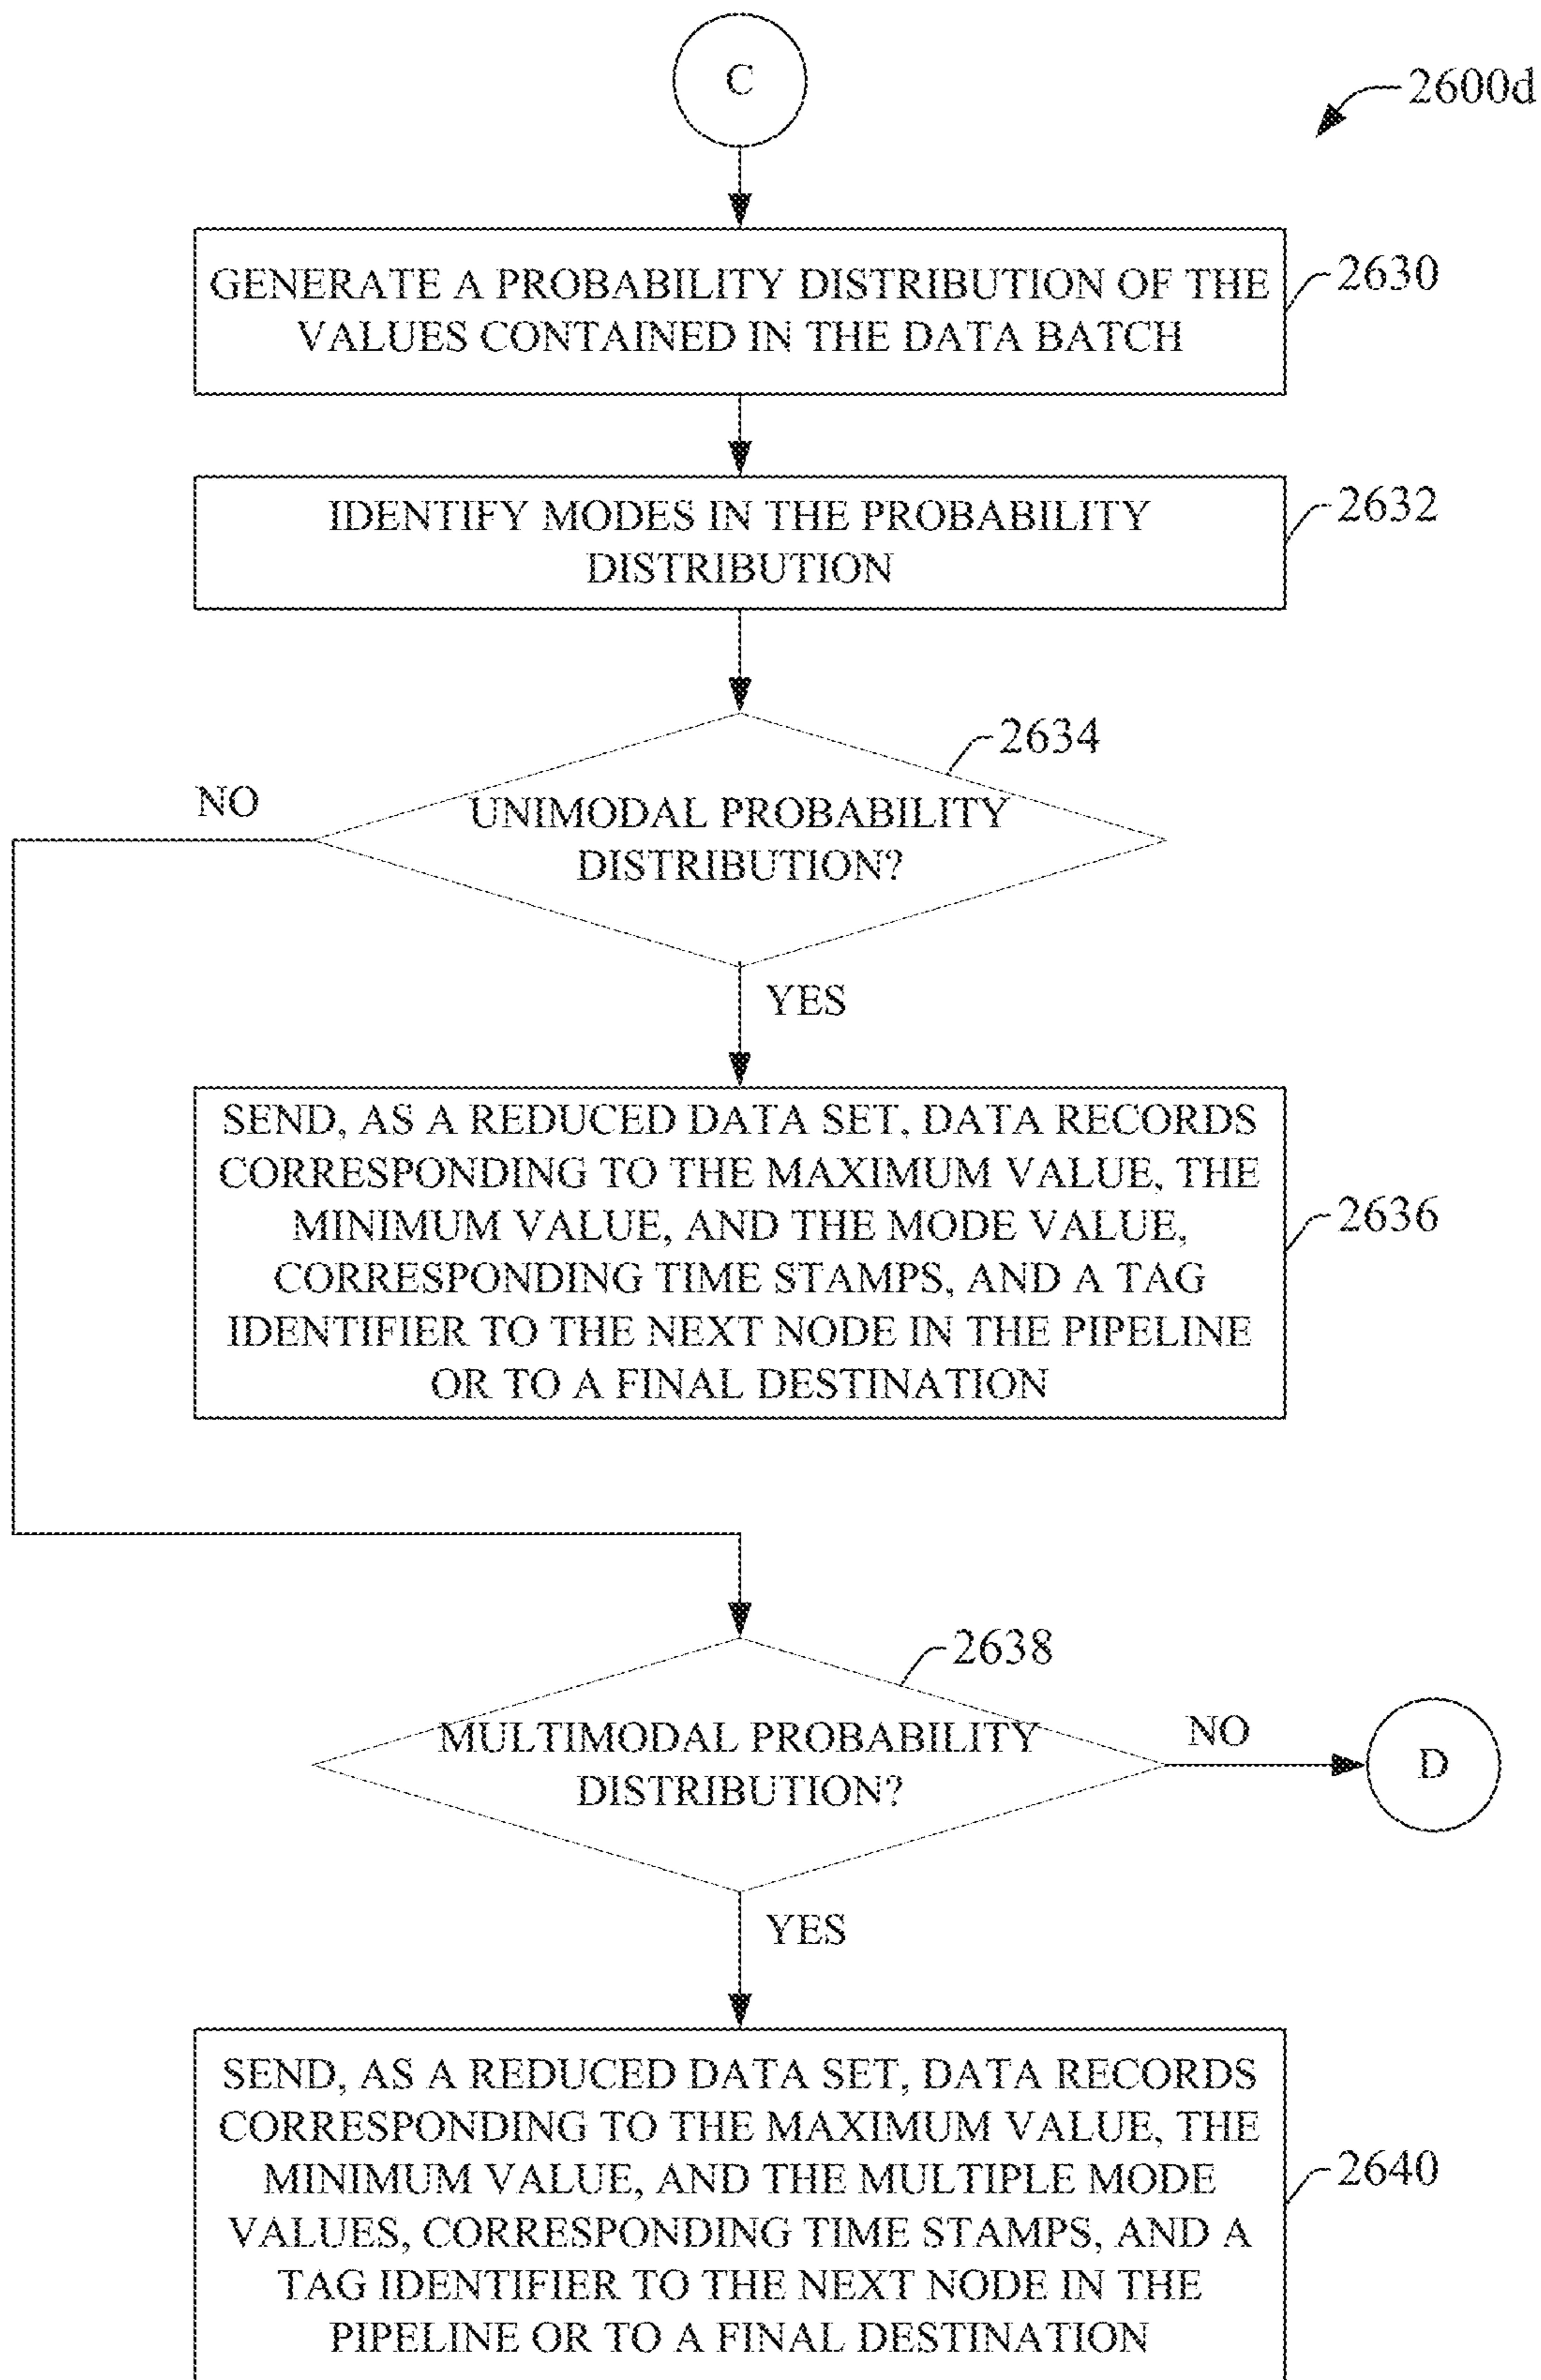 C
2600d
GENERATE A PROBABILITY DISTRIBUTION OF THE
VALUES CONTAINED IN THE DATA BATCH
2630
IDENTIFY MODES IN THE PROBABILITY
DISTRIBUTION
2632
2634
NO
UNIMODAL PROBABILITY
DISTRIBUTION?
YES
SEND, AS A REDUCED DATA SET, DATA RECORDS
CORRESPONDING TO THE MAXIMUM VALUE, THE
MINIMUM VALUE, AND THE MODE VALUE,
CORRESPONDING TIME STAMPS, AND A TAG
IDENTIFIER TO THE NEXT NODE IN THE PIPELINE
OR TO A FINAL DESTINATION
2636
2638
MULTIMODAL PROBABILITY
DISTRIBUTION?
NO
D
YES
SEND, AS A REDUCED DATA SET, DATA RECORDS
CORRESPONDING TO THE MAXIMUM VALUE, THE
MINIMUM VALUE, AND THE MULTIPLE MODE
VALUES, CORRESPONDING TIME STAMPS, AND A
TAG IDENTIFIER TO THE NEXT NODE IN THE
PIPELINE OR TO A FINAL DESTINATION
2640